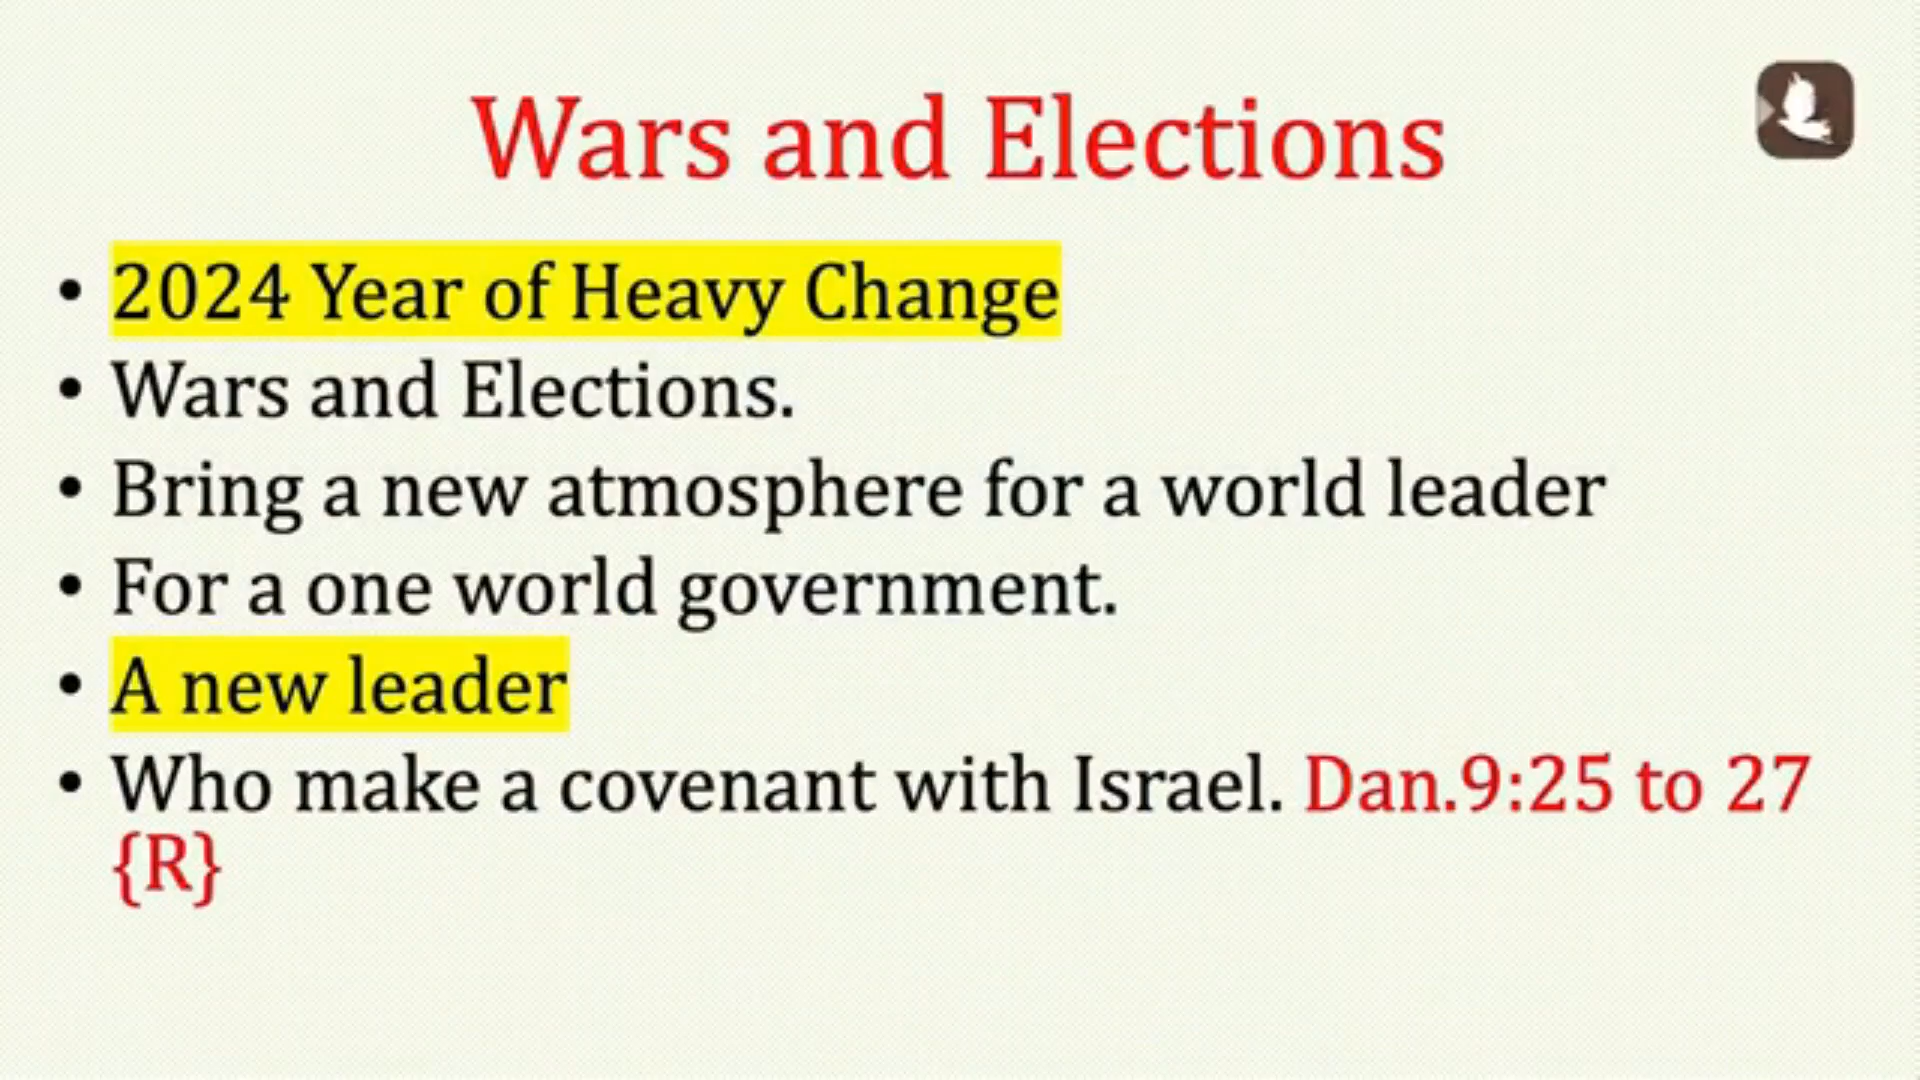 Wars and Elections
• 2024 Year of Heavy Change
• Wars and Elections.
• Bring a new atmosphere for a world leader
• For a one world government.
• A new leader
• Who make a covenant with Israel. Dan.9:25 to 27
{R}